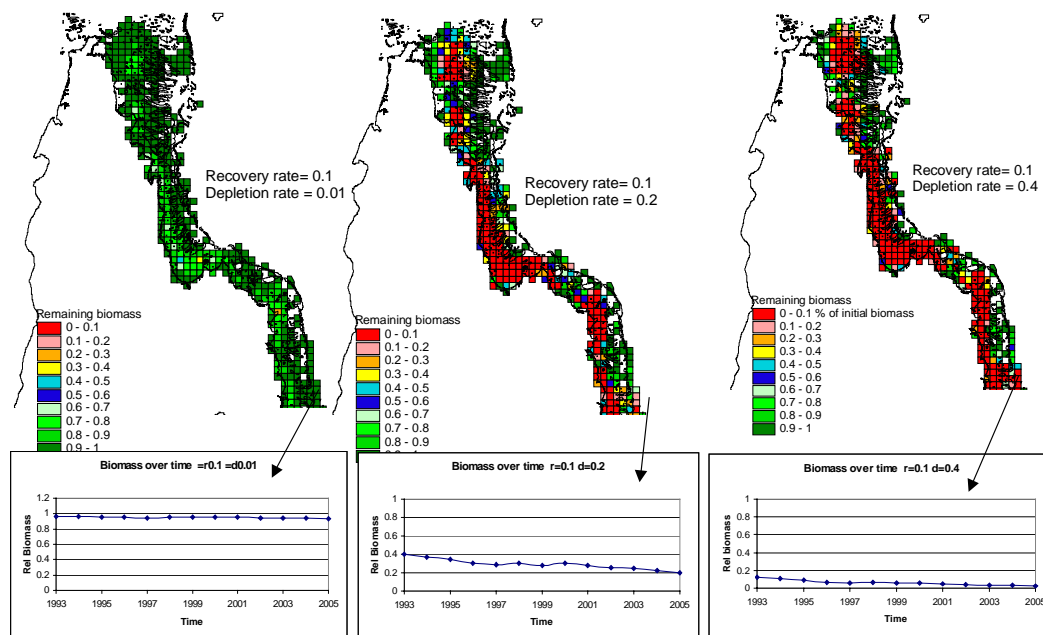 Recovery rate= 0.1
Depletion rate = 0.01
Remaining biomass
0 - 0.1
0.1 - 0.2
0.2 - 0.3
0.3 - 0.4
0.4 - 0.5
0.5 - 0.6
0.6 - 0.7
0.7 - 0.8
0.8 - 0.9
0.9 - 1
Recovery rate= 0.1
Depletion rate = 0.2
Remaining biomass
0 - 0.1
0.1 - 0.2
0.2 - 0.3
0.3 - 0.4
0.4 - 0.5
0.5 - 0.6
0.6 - 0.7
0.7 - 0.8
0.8 - 0.9
Recovery rate= 0.1
Depletion rate = 0.4
Remaining biomass
0 - 0.1 % of initial biomass
0.1 - 0.2
0.2 - 0.3
0.3 - 0.4
0.4 - 0.5
0.5 - 0.6
0.6 - 0.7
0.7 - 0.8
0.8 - 0.9
0.9 - 1
Biomass over time =r0.1 =d0.01
Rel Biomass
1.2
1
0.8
0.6
0.4
0.2
0
1993 1995 1997 1999 2001 2003 2005
Time
Biomass over time r=0.1 d=0.2
Rel Biomass
1
0.8
0.6
0.4
0.2
0
1993 1995 1997 1999 2001 2003 2005
Time
Biomass over time r=0.1 d=0.4
Rel biomass
1
0.8
0.6
0.4
0.2
0
1993 1995 1997 1999 2001 2003 2005
Time